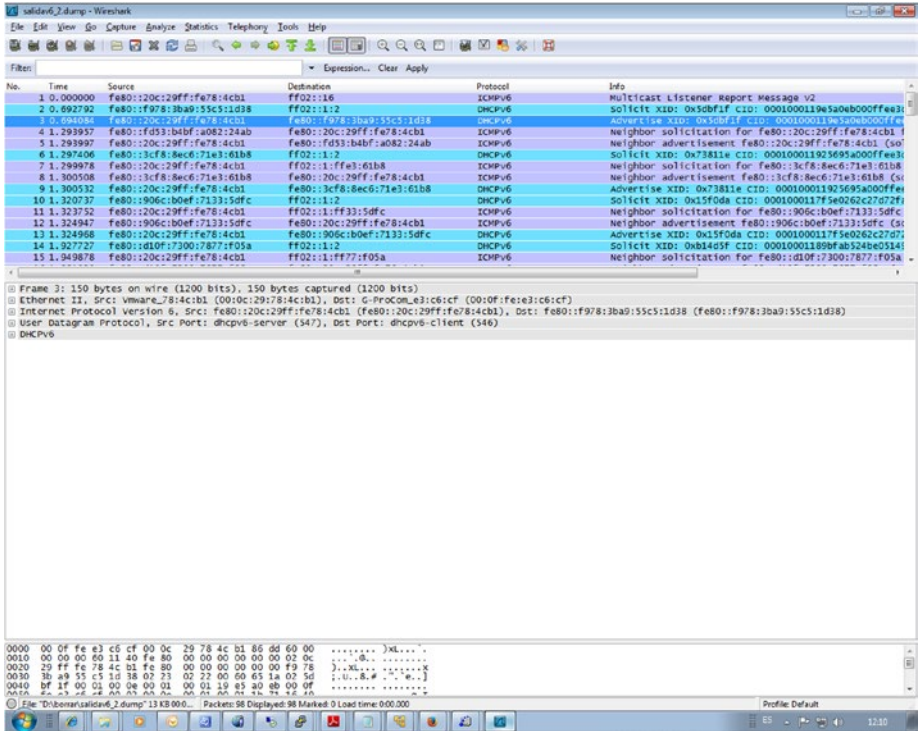 salidav6_2.dump - Wireshark
File Edit View Go Capture Analyze Statistics Telephony Tools Help
Filter: Expression... Clear Apply
No. Time Source Destination Protocol Info
1 0.000000 fe80::20c:29ff:fe78:4cb1 ff02::16 ICMPv6 Multicast Listener Report Message v2
2 0.692792 fe80::f978:3ba9:55c5:1d38 ff02::1:2 DHCPv6 Solicit XID: 0x5dbf1f CID: 0001000119e5a0eb000ffee3c
3 0.694084 fe80::20c:29ff:fe78:4cb1 fe80::f978:3ba9:55c5:1d38 DHCPv6 Advertise XID: 0x5dbf1f CID: 0001000119e5a0eb000ffe
4 1.293957 fe80::fd53:b4bf:a082:24ab fe80::20c:29ff:fe78:4cb1 ICMPv6 Neighbor solicitation for fe80::20c:29ff:fe78:4cb1
5 1.293997 fe80::20c:29ff:fe78:4cb1 fe80::fd53:b4bf:a082:24ab ICMPv6 Neighbor advertisement fe80::20c:29ff:fe78:4cb1 (sol
6 1.297406 fe80::3cf8:8ec6:71e3:61b8 ff02::1:2 DHCPv6 Solicit XID: 0x73811e CID: 000100011925695a000ffee3c
7 1.299978 fe80::20c:29ff:fe78:4cb1 ff02::1:ffe3:61b8 ICMPv6 Neighbor solicitation for fe80::3cf8:8ec6:71e3:61b8
8 1.300508 fe80::3cf8:8ec6:71e3:61b8 fe80::20c:29ff:fe78:4cb1 ICMPv6 Neighbor advertisement fe80::3cf8:8ec6:71e3:61b8 (so
9 1.300532 fe80::20c:29ff:fe78:4cb1 fe80::3cf8:8ec6:71e3:61b8 DHCPv6 Advertise XID: 0x73811e CID: 000100011925695a000ffe
10 1.320737 fe80::906c:b0ef:7133:5dfc ff02::1:2 DHCPv6 Solicit XID: 0x15f0da CID: 0001000117f5e0262c27d72f
11 1.323752 fe80::20c:29ff:fe78:4cb1 ff02::1:ff33:5dfc ICMPv6 Neighbor solicitation for fe80::906c:b0ef:7133:5dfc
12 1.324947 fe80::906c:b0ef:7133:5dfc fe80::20c:29ff:fe78:4cb1 ICMPv6 Neighbor advertisement fe80::906c:b0ef:7133:5dfc (so
13 1.324968 fe80::20c:29ff:fe78:4cb1 fe80::906c:b0ef:7133:5dfc DHCPv6 Advertise XID: 0x15f0da CID: 0001000117f5e0262c27d7
14 1.927727 fe80::d10f:7300:7877:f05a ff02::1:2 DHCPv6 Solicit XID: 0xb14d5f CID: 00010001189bfab524be05149
15 1.949878 fe80::20c:29ff:fe78:4cb1 ff02::1:ff77:f05a ICMPv6 Neighbor solicitation for fe80::d10f:7300:7877:f05a
Frame 3: 150 bytes on wire (1200 bits), 150 bytes captured (1200 bits)
Ethernet II, Src: Vmware_78:4c:b1 (00:0c:29:78:4c:b1), Dst: G-ProCom_e3:c6:cf (00:0f:fe:e3:c6:cf)
Internet Protocol Version 6, Src: fe80::20c:29ff:fe78:4cb1 (fe80::20c:29ff:fe78:4cb1), Dst: fe80::f978:3ba9:55c5:1d38 (fe80::f978:3ba9:55c5:1d38)
User Datagram Protocol, Src Port: dhcpv6-server (547), Dst Port: dhcpv6-client (546)
DHCPv6
0000 00 0f fe e3 c6 cf 00 0c 29 78 4c b1 86 dd 60 00 ........ )xL...`.
0010 00 00 00 60 11 40 fe 80 00 00 00 00 00 00 02 0c ...`.@.. ........
0020 29 ff fe 78 4c b1 fe 80 00 00 00 00 00 00 f9 78 )..xL... .......x
0030 3b a9 55 c5 1d 38 02 23 02 22 00 60 65 1a 02 5d ;.U..8.# .".`e..]
0040 bf 1f 00 01 00 0e 00 01 00 01 19 e5 a0 eb 00 0f ........ ........
File: "D:\borrar\salidav6_2.dump" 13 KB 00:0... Packets: 98 Displayed: 98 Marked: 0 Load time: 0:00.000 Profile: Default
ES 12:10